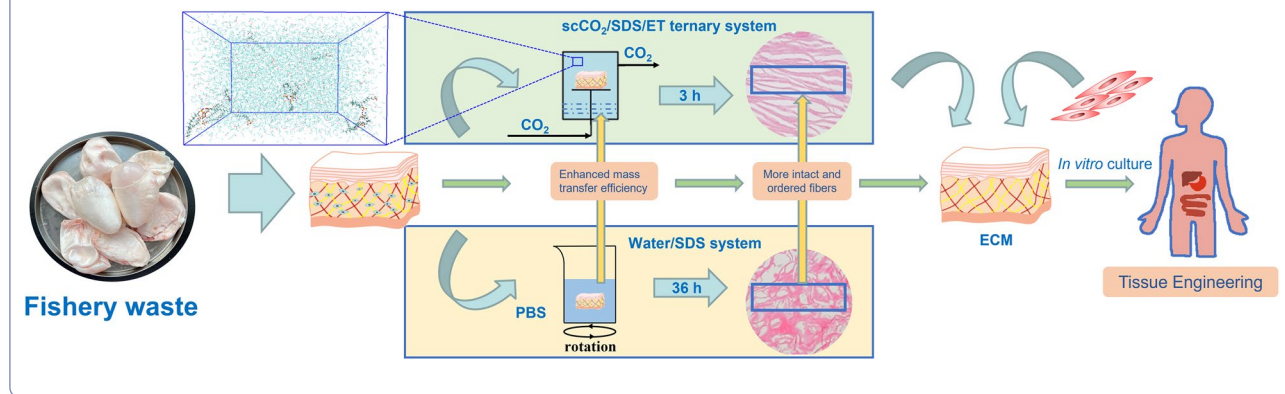 scCO₂/SDS/ET ternary system
CO₂
3 h
CO₂
Fishery waste
Enhanced mass
transfer efficiency
More intact and
ordered fibers
ECM
In vitro culture
Tissue Engineering
Water/SDS system
PBS
36 h
rotation